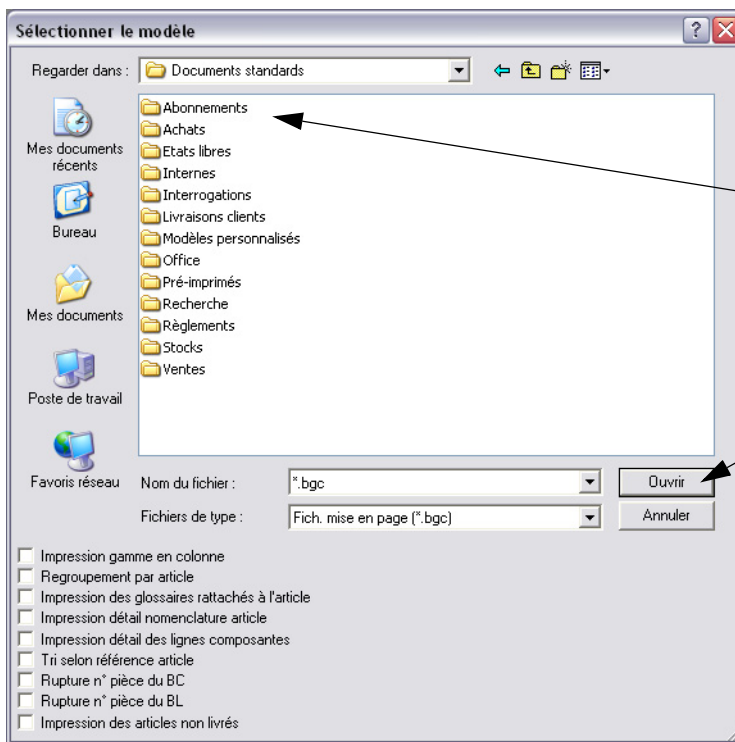 Sélectionner le modèle
Regarder dans :
Documents standards
Mes documents
récents
Bureau
Mes documents
Poste de travail
Favoris réseau
Abonnements
Achats
Etats libres
Internes
Interrogations
Livraisons clients
Modèles personnalisés
Office
Pré-imprimés
Recherche
Règlements
Stocks
Ventes
Nom du fichier :
*.bgc
Ouvrir
Fichiers de type :
Fich. mise en page (*.bgc)
Annuler
Impression gamme en colonne
Regroupement par article
Impression des glossaires rattachés à l'article
Impression détail nomenclature article
Impression détail des lignes composantes
Tri selon référence article
Rupture n° pièce du BC
Rupture n° pièce du BL
Impression des articles non livrés